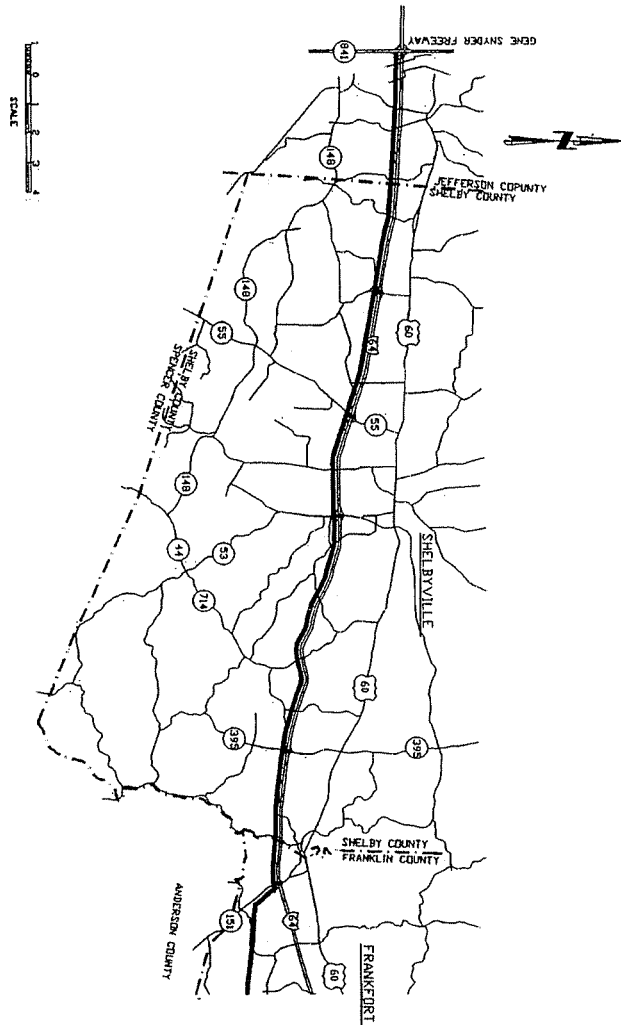 GENE SNYDER FREEWAY
841
148
JEFFERSON COPUNTY
SHELBY COUNTY
148
64
60
55
55
SHELBY COUNTY
SPENCER COUNTY
148
44
53
714
SHELBYVILLE
60
395
395
SHELBY COUNTY
FRANKLIN COUNTY
ANDERSON COUNTY
151
64
60
FRANKFORT
1 0 1 2 3 4
SCALE
N